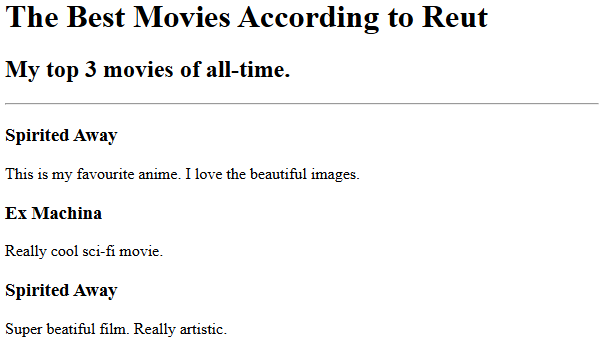 The Best Movies According to Reut
My top 3 movies of all-time.
Spirited Away
This is my favourite anime. I love the beautiful images.
Ex Machina
Really cool sci-fi movie.
Spirited Away
Super beatiful film. Really artistic.